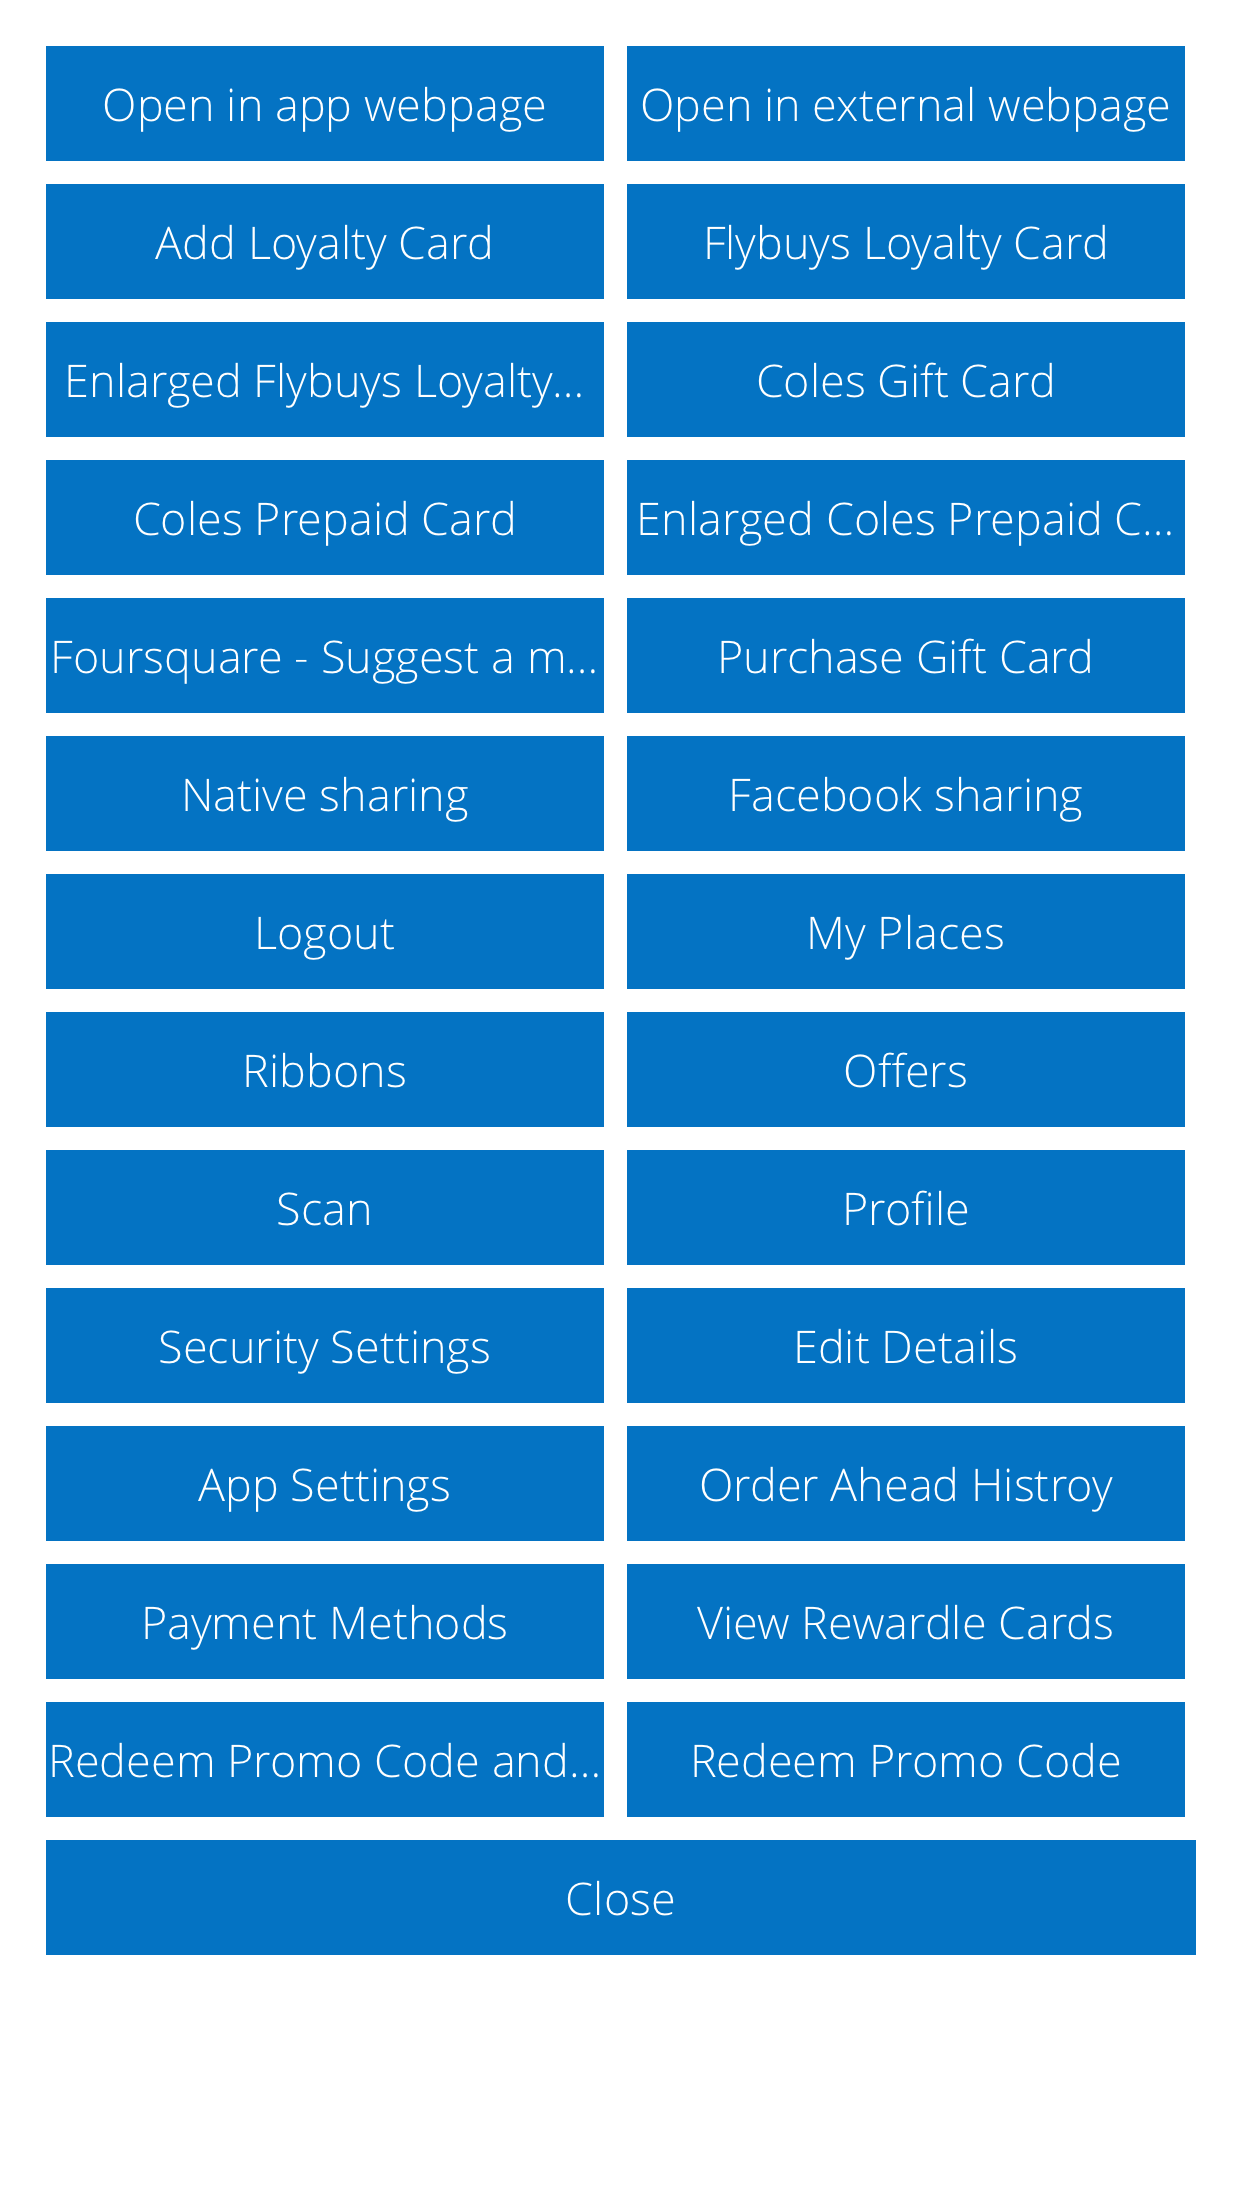 Open in app webpage
Open in external webpage
Add Loyalty Card
Flybuys Loyalty Card
Enlarged Flybuys Loyalty...
Coles Gift Card
Coles Prepaid Card
Enlarged Coles Prepaid C...
Foursquare - Suggest a m...
Purchase Gift Card
Native sharing
Facebook sharing
Logout
My Places
Ribbons
Offers
Scan
Profile
Security Settings
Edit Details
App Settings
Order Ahead Histroy
Payment Methods
View Rewardle Cards
Redeem Promo Code and...
Redeem Promo Code
Close